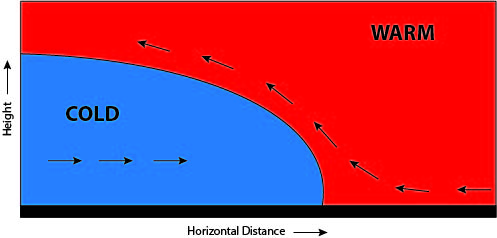 WARM
COLD
Height
Horizontal Distance